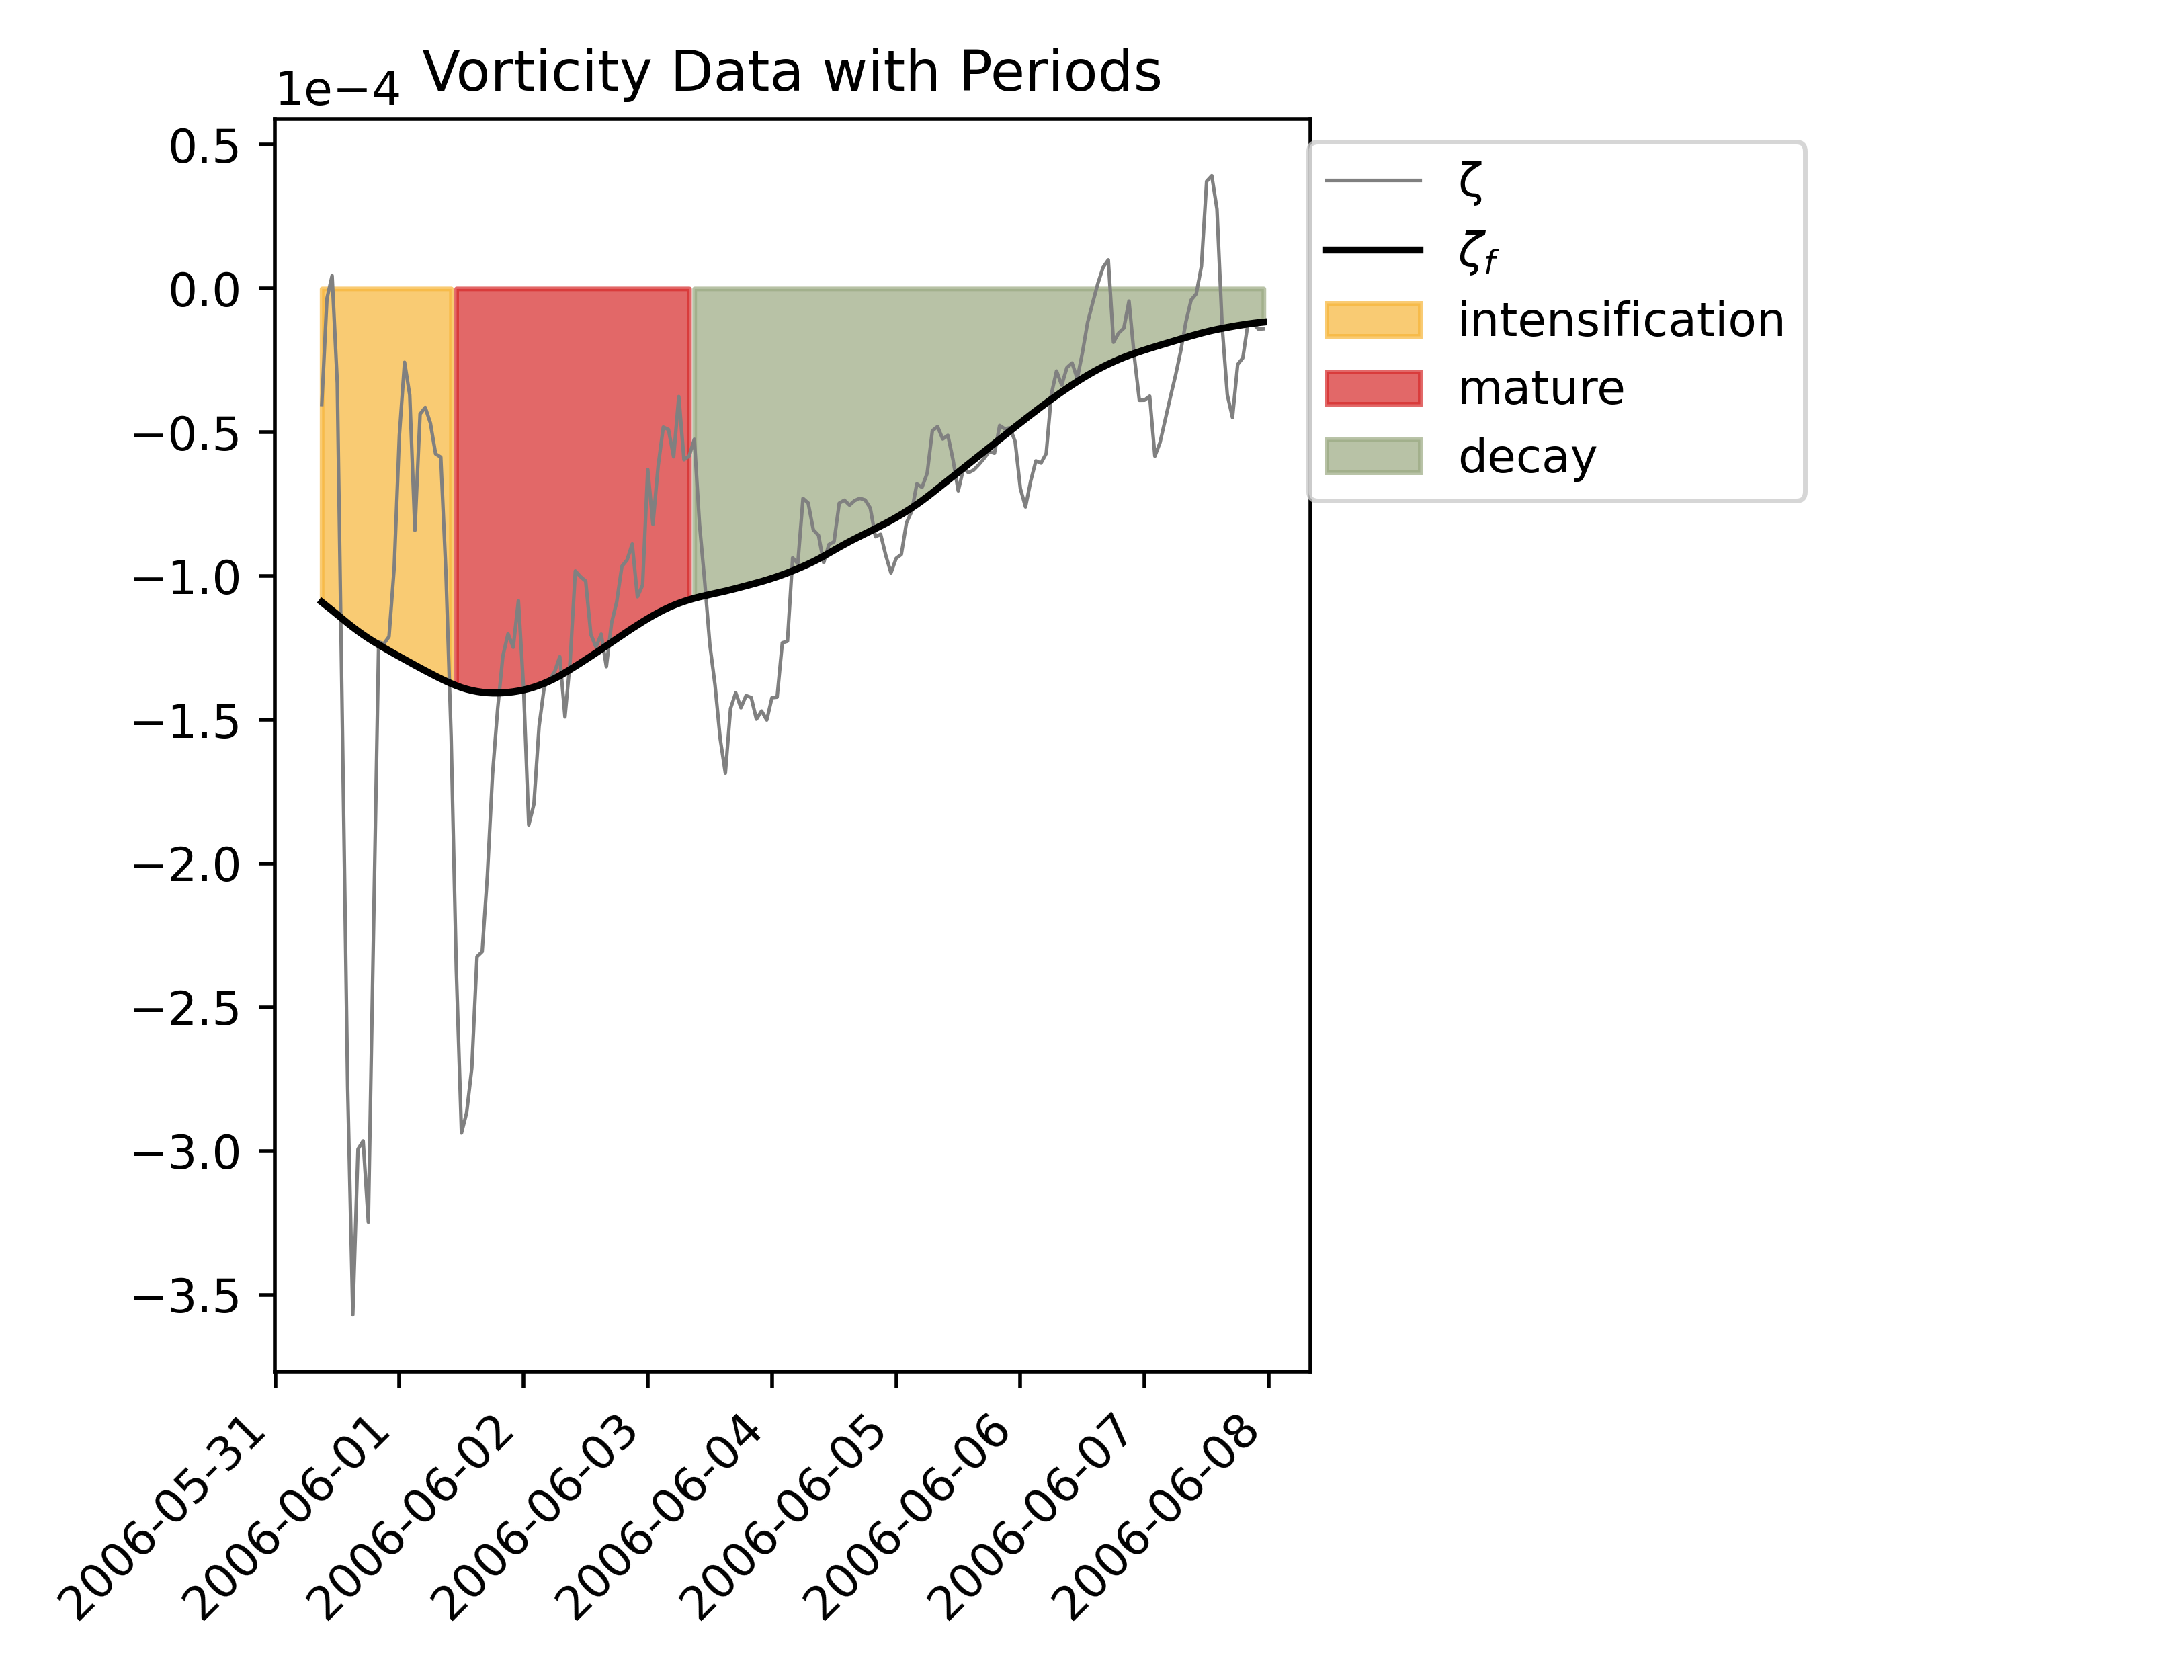 Vorticity Data with Periods
1e−4
0.5
0.0
−0.5
−1.0
−1.5
−2.0
−2.5
−3.0
−3.5
2006-05-31
2006-06-01
2006-06-02
2006-06-03
2006-06-04
2006-06-05
2006-06-06
2006-06-07
2006-06-08
ζ
ζf
intensification
mature
decay